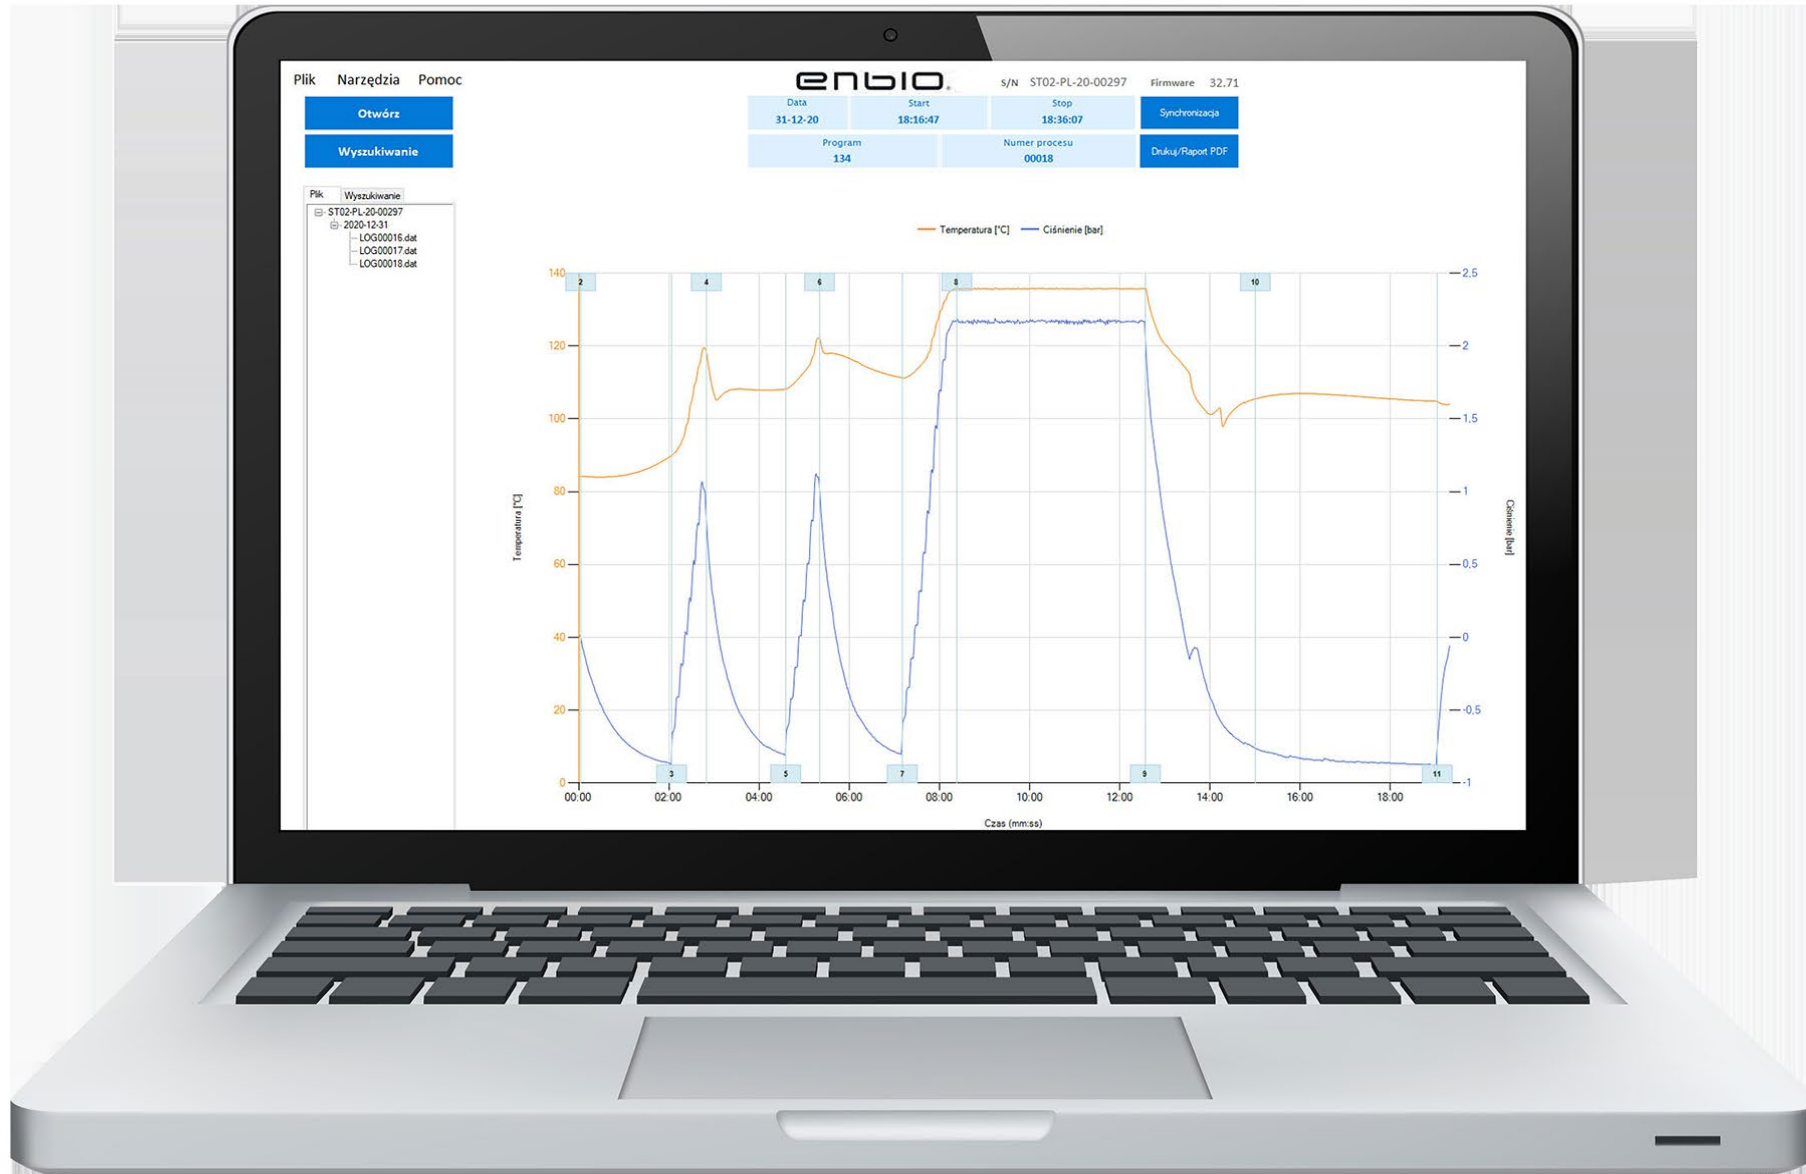 Plik Narzędzia Pomoc
enbio. S/N ST02-PL-20-00297 Firmware 32.71
Otwórz
Wyszukiwanie
Data Start Stop
31-12-20 18:16:47 18:36:07
Synchronizacja
Program Numer procesu
134 00018
Drukuj/Raport PDF
Plik Wyszukiwanie
ST02-PL-20-00297
2020-12-31
LOG00016.dat
LOG00017.dat
LOG00018.dat
Temperatura [°C] Ciśnienie [bar]
140 2,5
2 4 6 8 10
120 2
100 1,5
80 1
Temperatura [°C]
Ciśnienie [bar]
60 0,5
40 0
20 -0,5
3 5 7 9 11
0 -1
00:00 02:00 04:00 06:00 08:00 10:00 12:00 14:00 16:00 18:00
Czas (mm:ss)